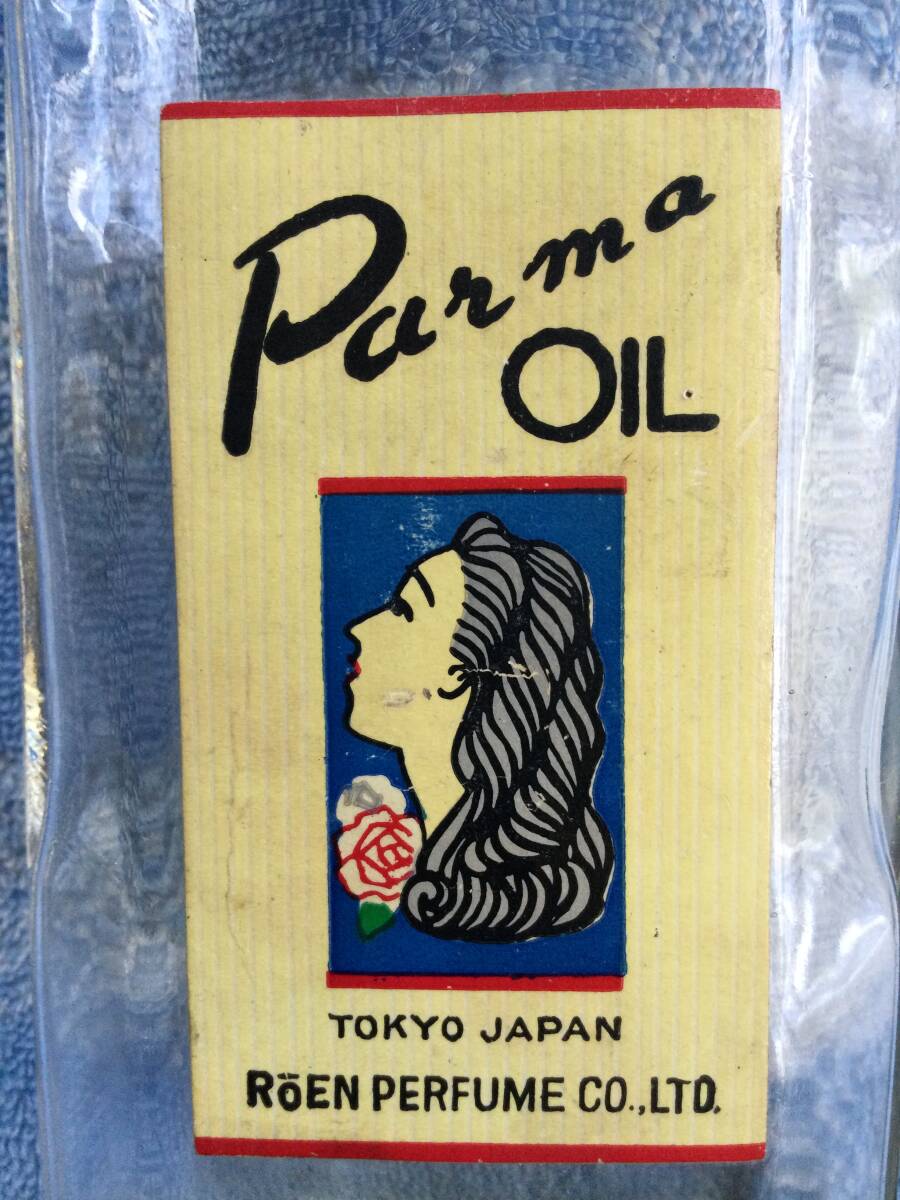 Parma
OIL
TOKYO JAPAN
RöEN PERFUME CO.,LTD.